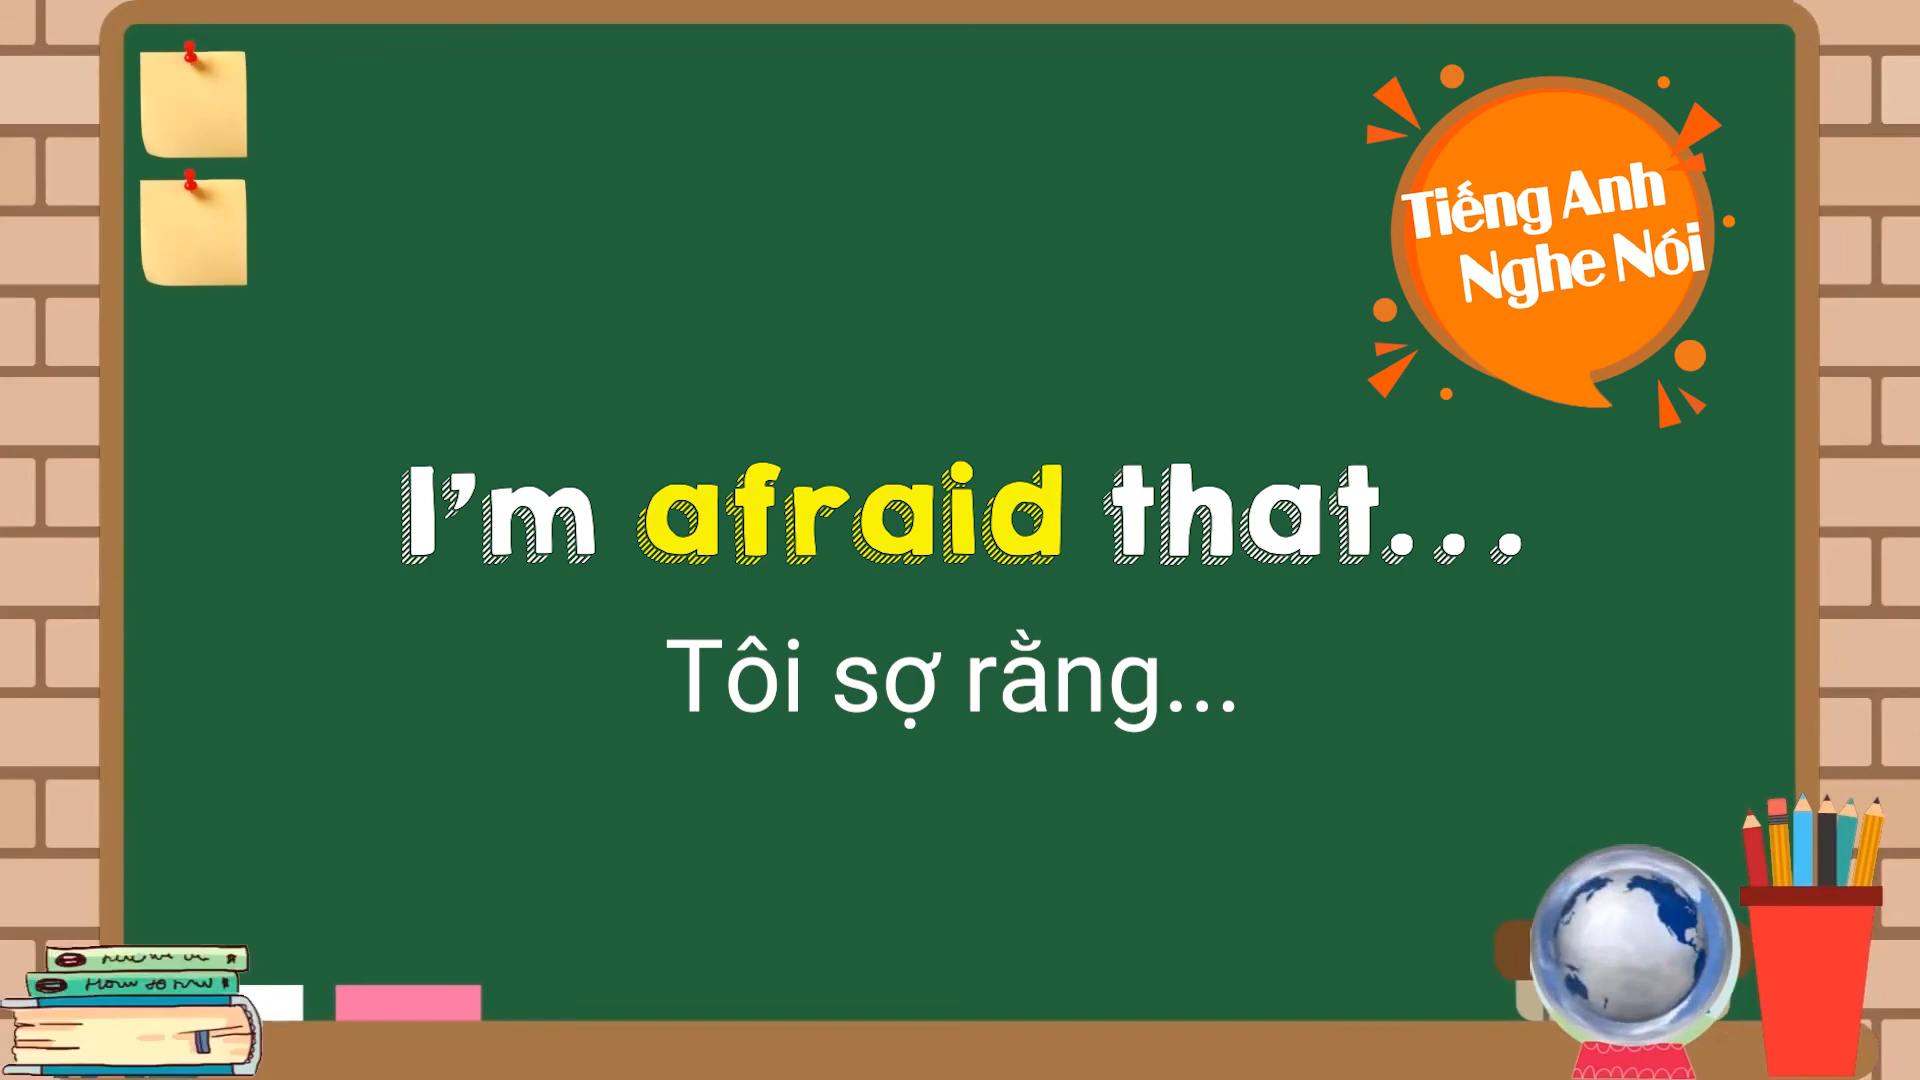 Tiếng Anh
Nghe Nói
I'm afraid that...
Tôi sợ rằng...